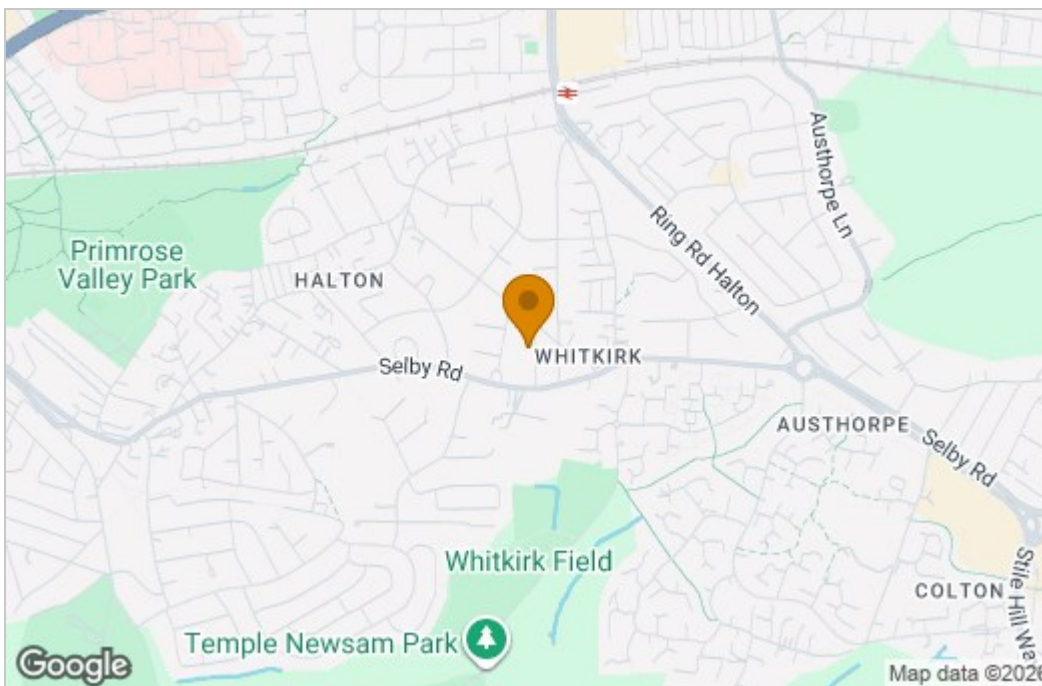 Austhorpe Ln
Primrose
Valley Park
HALTON
Ring Rd Halton
Selby Rd
WHITKIRK
AUSTHORPE
Selby Rd
Whitkirk Field
COLTON
Stile Hill Wa
Temple Newsam Park
Google
Map data ©2026